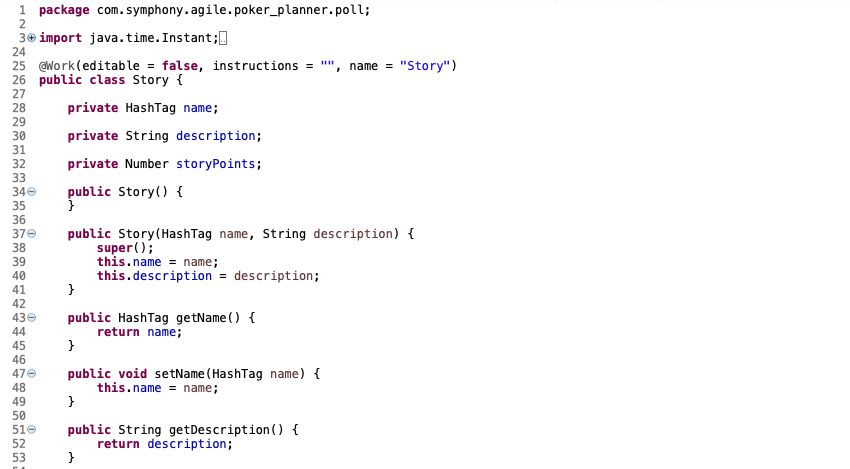 1 package com.symphony.agile.poker_planner.poll;
2
3 import java.time.Instant;
24
25 @Work(editable = false, instructions = "", name = "Story")
26 public class Story {
27
28     private HashTag name;
29
30     private String description;
31
32     private Number storyPoints;
33
34     public Story() {
35     }
36
37     public Story(HashTag name, String description) {
38         super();
39         this.name = name;
40         this.description = description;
41     }
42
43     public HashTag getName() {
44         return name;
45     }
46
47     public void setName(HashTag name) {
48         this.name = name;
49     }
50
51     public String getDescription() {
52         return description;
53     }